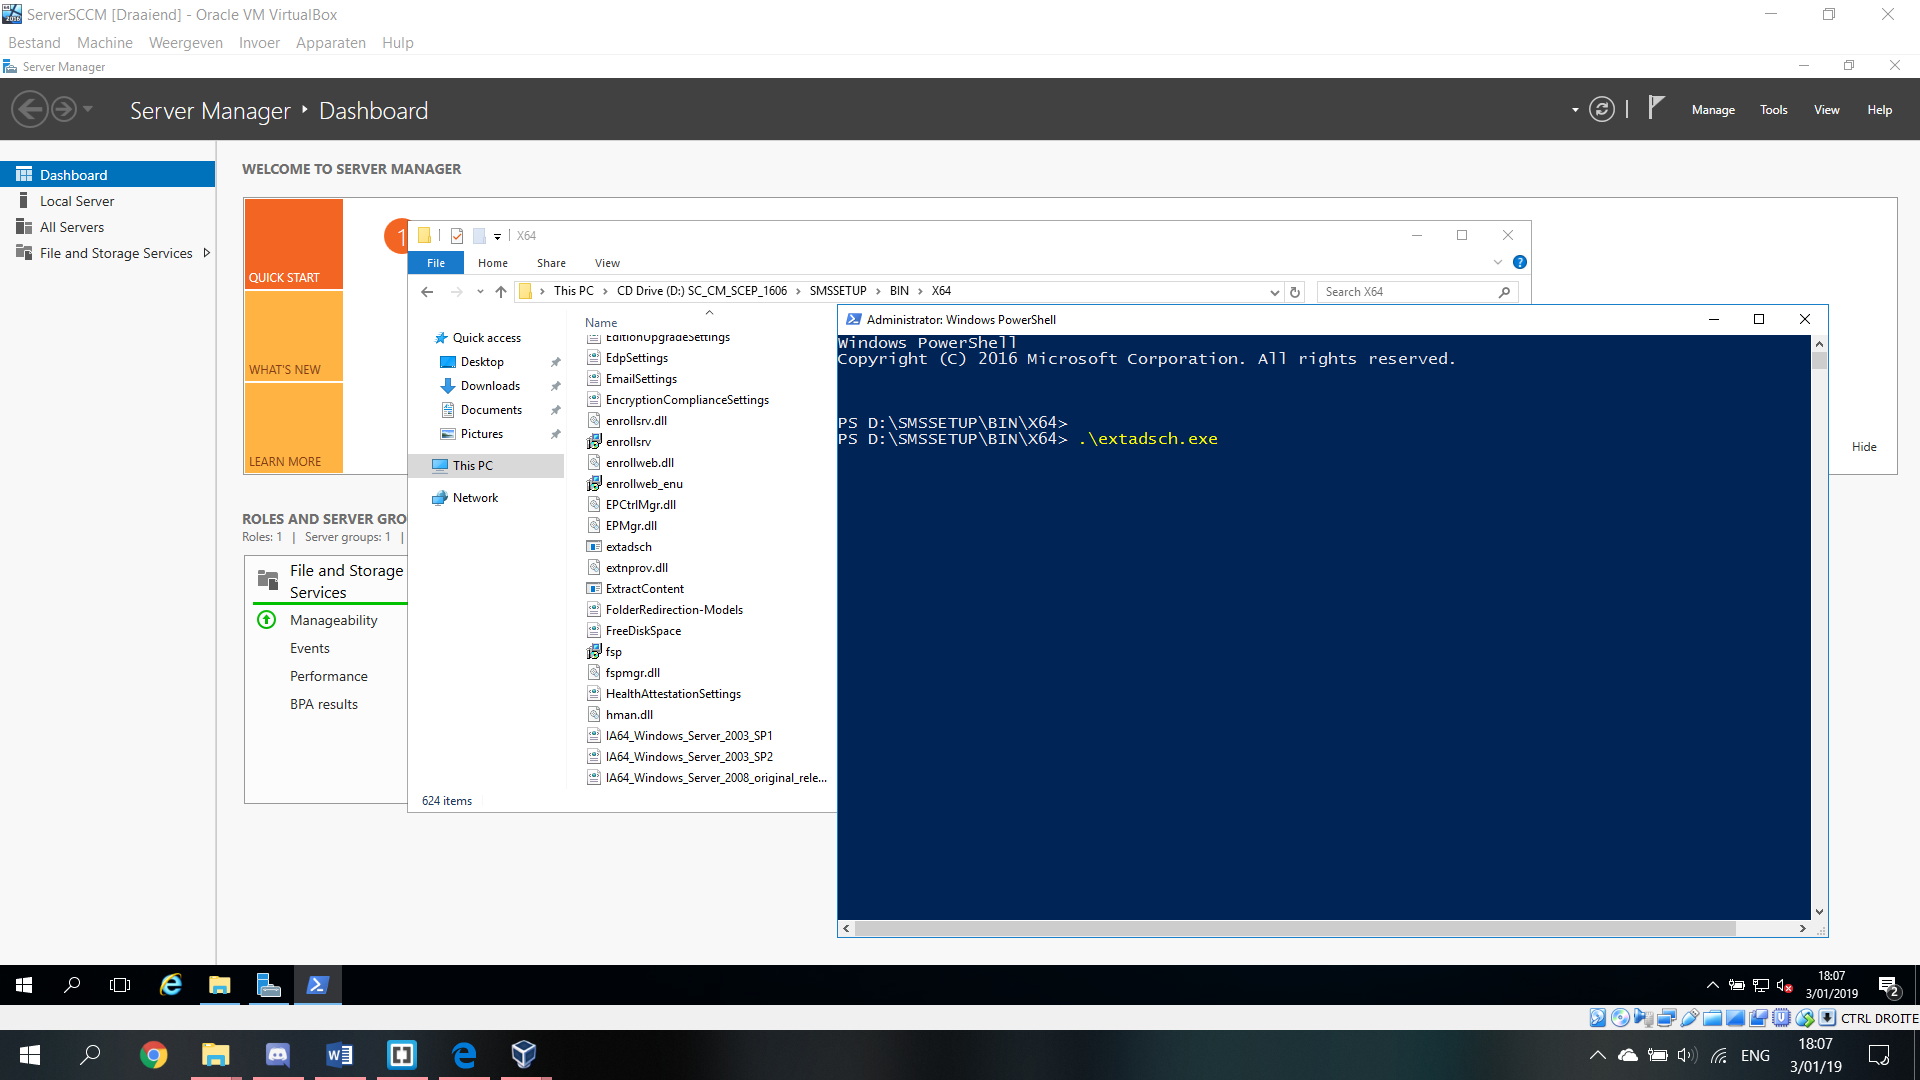 ServerSCCM [Draaiend] - Oracle VM VirtualBox
Bestand Machine Weergeven Invoer Apparaten Hulp
Server Manager
Server Manager Dashboard
Manage Tools View Help
Dashboard
Local Server
All Servers
File and Storage Services
WELCOME TO SERVER MANAGER
QUICK START
WHAT'S NEW
LEARN MORE
1
Hide
ROLES AND SERVER GRO
Roles: 1 | Server groups: 1 |
File and Storage
Services
Manageability
Events
Performance
BPA results
X64
File Home Share View
This PC CD Drive (D:) SC_CM_SCEP_1606 SMSSETUP BIN X64
Search X64
Quick access
Desktop
Downloads
Documents
Pictures
This PC
Network
Name
EditionUpgradeSettings
EdpSettings
EmailSettings
EncryptionComplianceSettings
enrollsrv.dll
enrollsrv
enrollweb.dll
enrollweb_enu
EPCtrlMgr.dll
EPMgr.dll
extadsch
extnprov.dll
ExtractContent
FolderRedirection-Models
FreeDiskSpace
fsp
fspmgr.dll
HealthAttestationSettings
hman.dll
IA64_Windows_Server_2003_SP1
IA64_Windows_Server_2003_SP2
IA64_Windows_Server_2008_original_rele...
624 items
Administrator: Windows PowerShell
Windows PowerShell
Copyright (C) 2016 Microsoft Corporation. All rights reserved.
PS D:\SMSSETUP\BIN\X64>
PS D:\SMSSETUP\BIN\X64> .\extadsch.exe
18:07
3/01/2019
2
CTRL DROITE
ENG
18:07
3/01/19